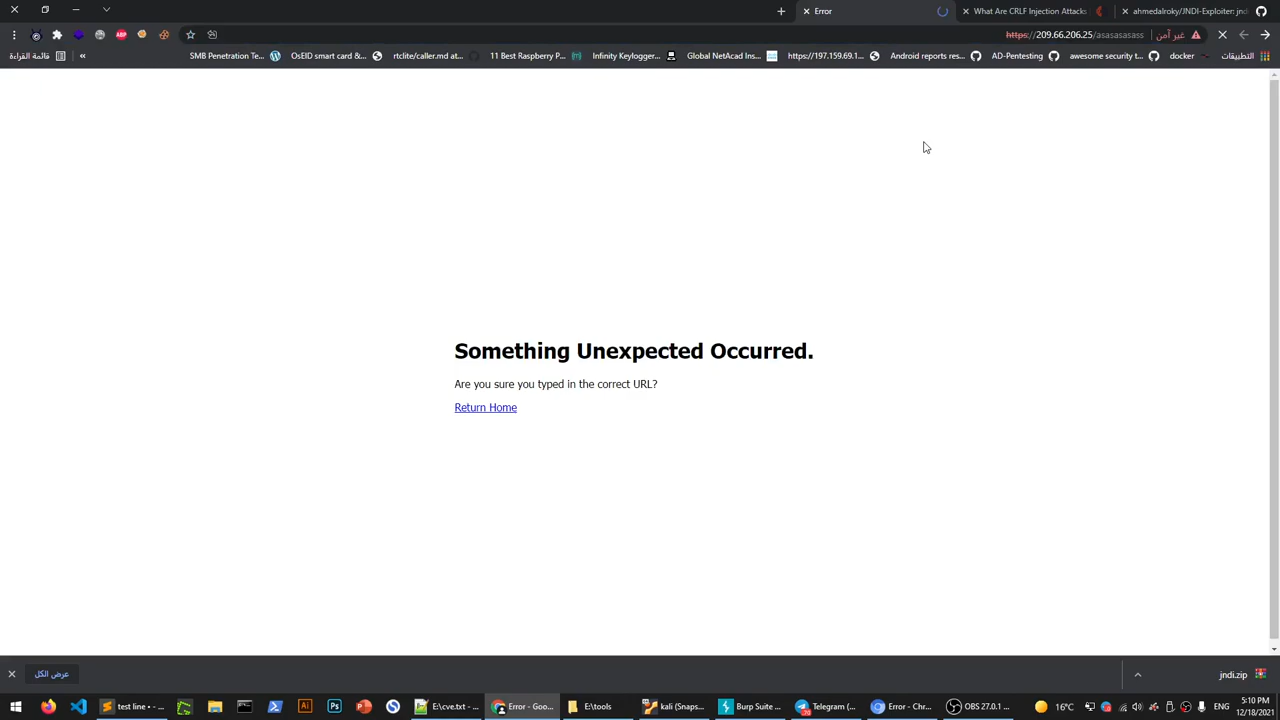 Error
What Are CRLF Injection Attacks
ahmedalroky/JNDI-Exploiter: jndi
https://209.66.206.25/asasasasass
غير آمن
قائمة القراءة
»
SMB Penetration Te...
OsEID smart card &...
rtclite/caller.md at...
11 Best Raspberry P...
Infinity Keylogger...
Global NetAcad Ins...
https://197.159.69.1...
Android reports res...
AD-Pentesting
awesome security t...
docker
التطبيقات
Something Unexpected Occurred.
Are you sure you typed in the correct URL?
Return Home
عرض الكل
jndi.zip
test line • - ...
E:\cve.txt - ...
Error - Goo...
E:\tools
kali (Snaps...
Burp Suite ...
Telegram (...
Error - Chr...
OBS 27.0.1 ...
16°C
ENG
5:10 PM
12/18/2021